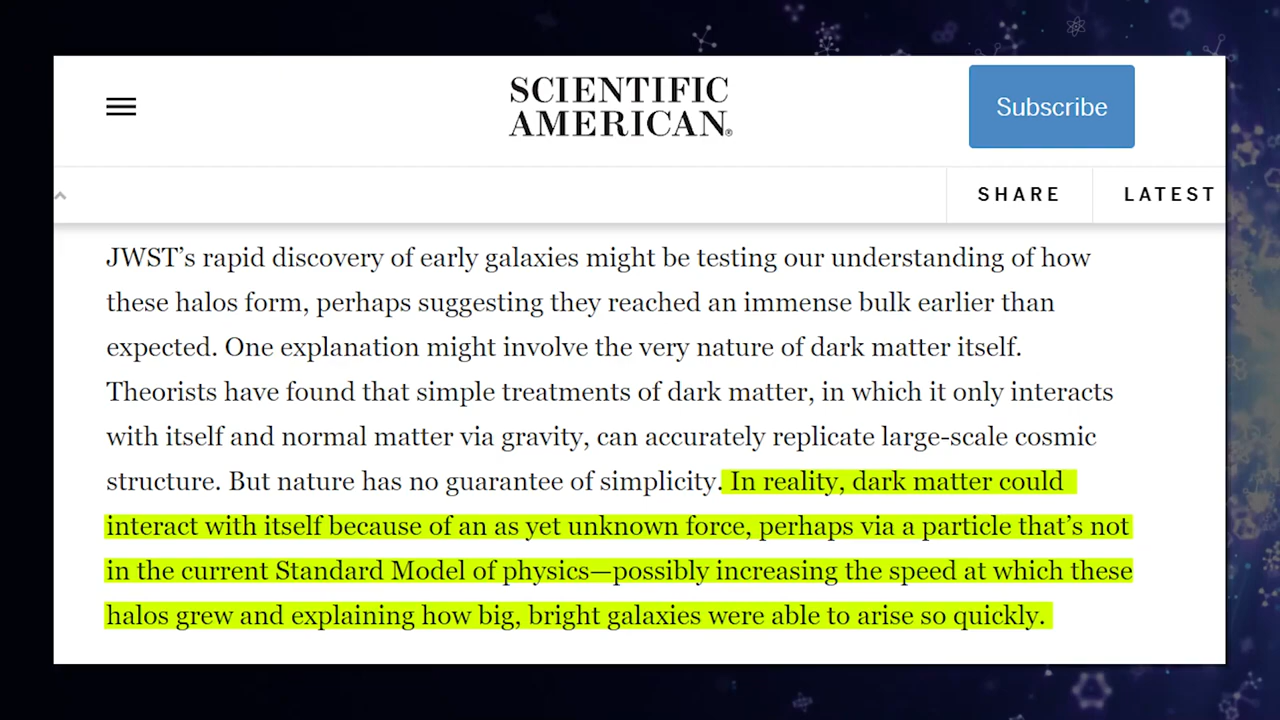 SCIENTIFIC
AMERICAN®
Subscribe
SHARE
LATEST
JWST’s rapid discovery of early galaxies might be testing our understanding of how
these halos form, perhaps suggesting they reached an immense bulk earlier than
expected. One explanation might involve the very nature of dark matter itself.
Theorists have found that simple treatments of dark matter, in which it only interacts
with itself and normal matter via gravity, can accurately replicate large-scale cosmic
structure. But nature has no guarantee of simplicity. In reality, dark matter could
interact with itself because of an as yet unknown force, perhaps via a particle that’s not
in the current Standard Model of physics—possibly increasing the speed at which these
halos grew and explaining how big, bright galaxies were able to arise so quickly.